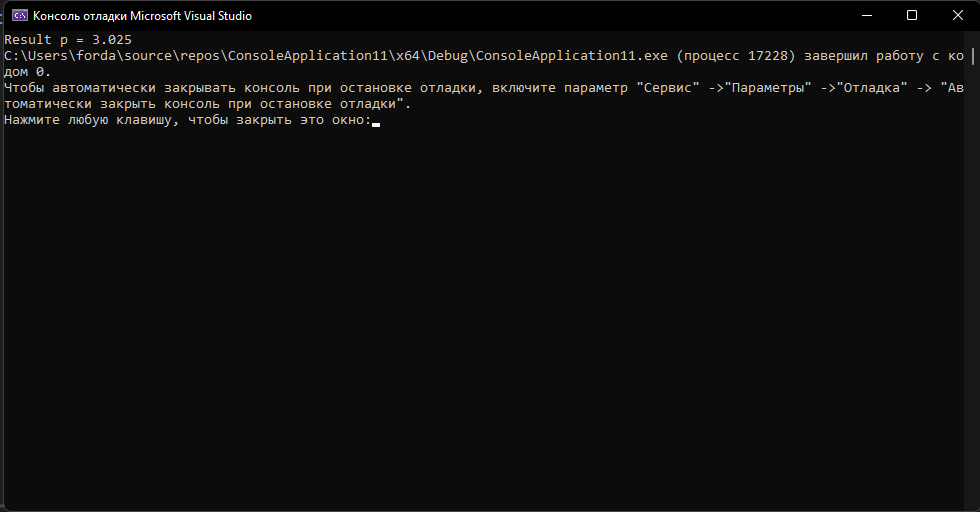 Консоль отладки Microsoft Visual Studio
Result p = 3.025
C:\Users\forda\source\repos\ConsoleApplication11\x64\Debug\ConsoleApplication11.exe (процесс 17228) завершил работу с ко
дом 0.
Чтобы автоматически закрывать консоль при остановке отладки, включите параметр "Сервис" ->"Параметры" ->"Отладка" -> "Ав
томатически закрыть консоль при остановке отладки".
Нажмите любую клавишу, чтобы закрыть это окно: